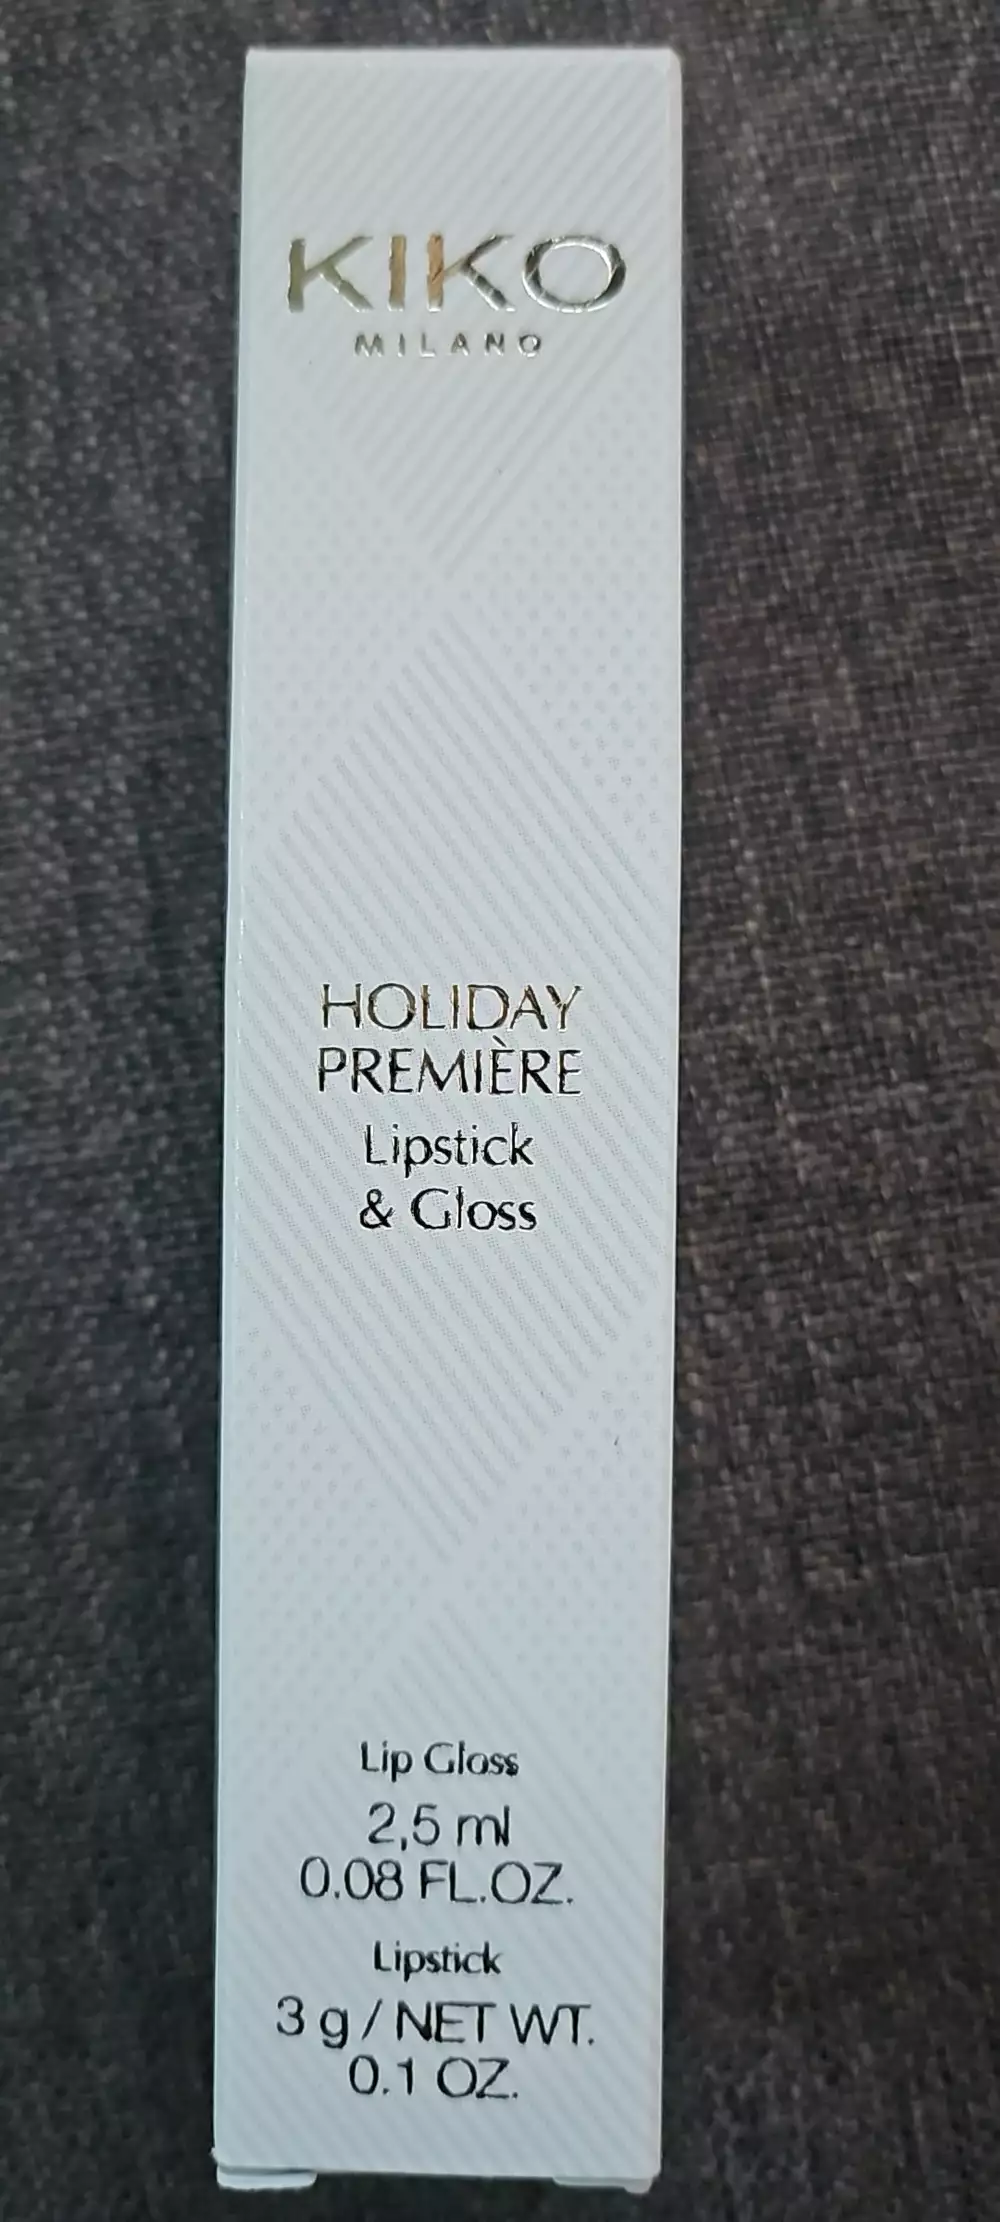 KIKO
MILANO
HOLIDAY
PREMIÈRE
Lipstick
& Gloss
Lip Gloss
2,5 ml
0.08 FL.OZ.
Lipstick
3 g / NET WT.
0.1 OZ.